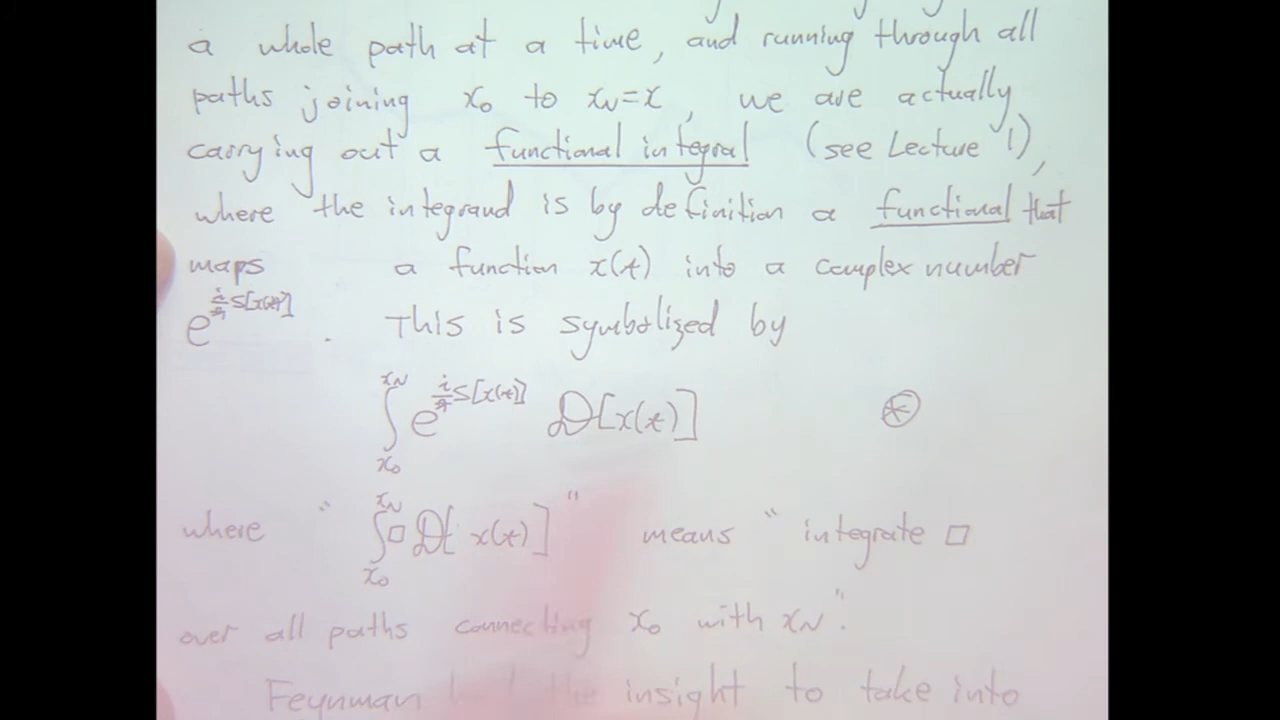 a whole path at a time, and running through all
paths joining x₀ to x_N=x, we are actually
carrying out a functional integral (see Lecture 1),
where the integrand is by definition a functional that
maps a function x(t) into a complex number
e^{\frac{i}{ħ}S[x(t)]}. This is symbolized by
∫_{x₀}^{x_N} e^{\frac{i}{ħ}S[x(t)]} 𝒟[x(t)] ⊛
where "∫_{x₀}^{x_N} □ 𝒟[x(t)]" means "integrate □
over all paths connecting x₀ with x_N".
Feynman the insight to take into